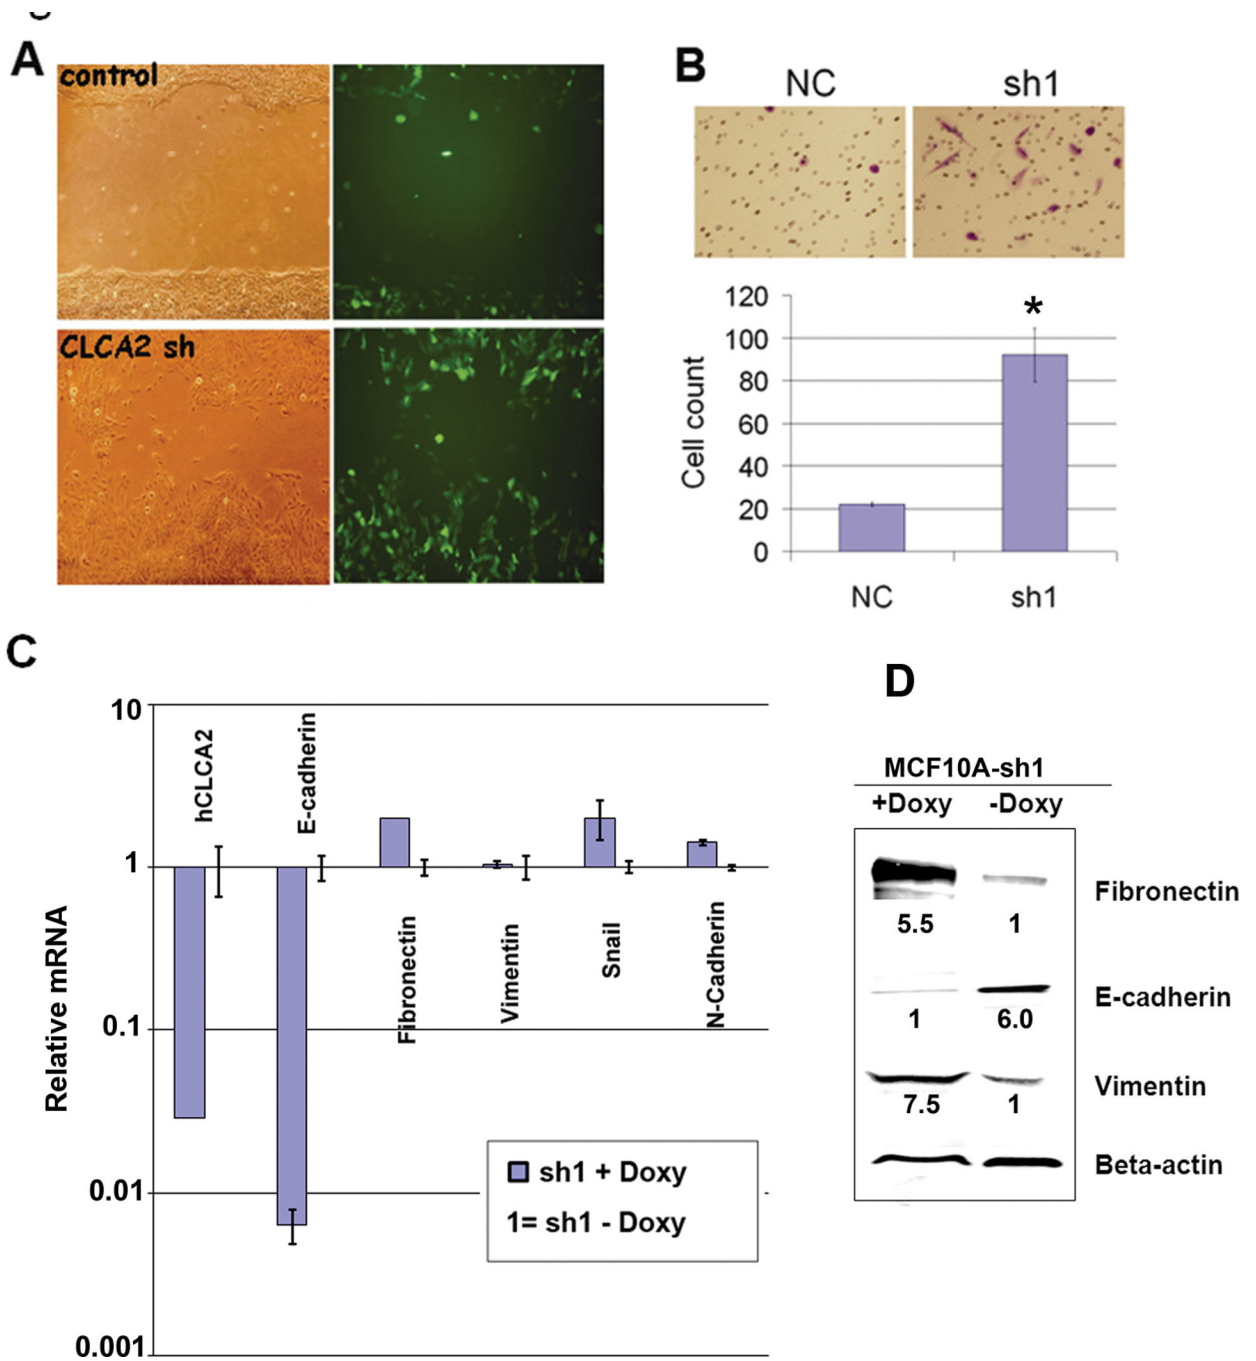 A
control
CLCA2 sh
B
NC
sh1
120
100
80
60
40
20
0
Cell count
*
NC
sh1
C
10
1
0.1
0.01
0.001
Relative mRNA
hCLCA2
E-cadherin
Fibronectin
Vimentin
Snail
N-Cadherin
sh1 + Doxy
1= sh1 - Doxy
D
MCF10A-sh1
+Doxy -Doxy
Fibronectin
5.5 1
E-cadherin
1 6.0
Vimentin
7.5 1
Beta-actin